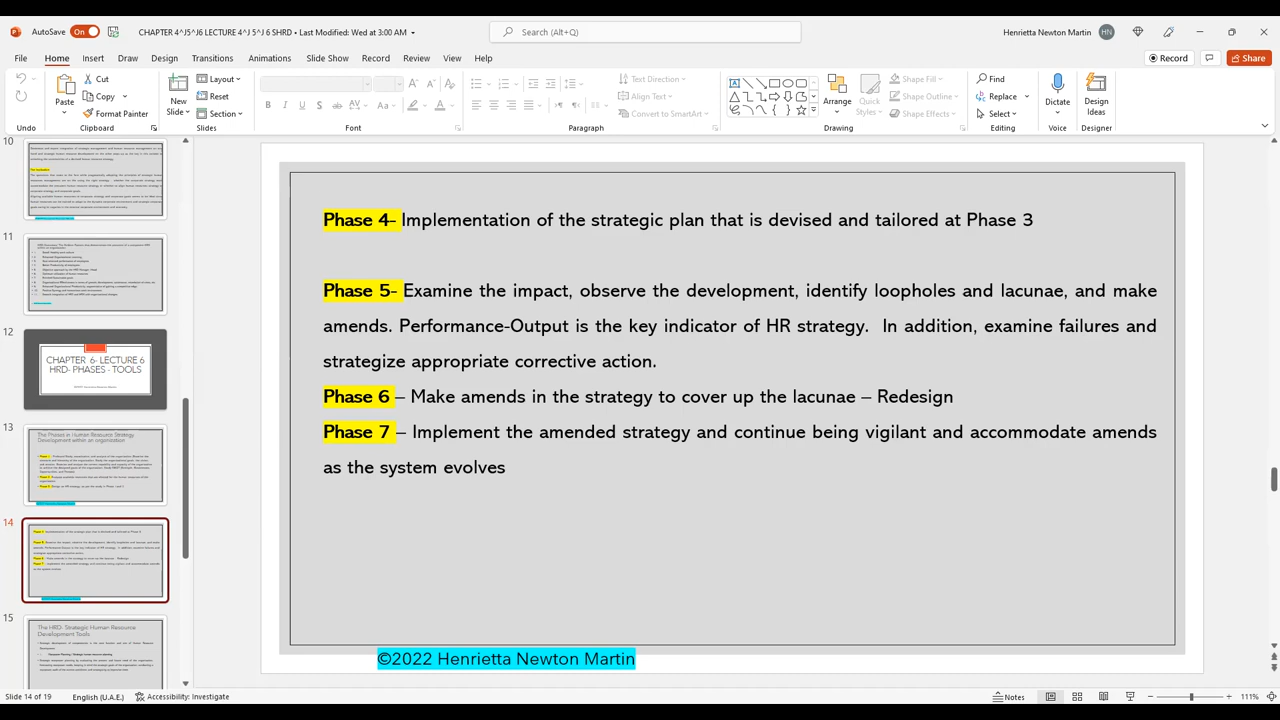 AutoSave On CHAPTER 4^J5^J6 LECTURE 4^J 5^J 6 SHRD • Last Modified: Wed at 3:00 AM Search (Alt+Q) Henrietta Newton Martin HN
File Home Insert Draw Design Transitions Animations Slide Show Record Review View Help Record Share
Paste Cut Copy Format Painter New Slide Layout Reset Section Text Direction Align Text Convert to SmartArt Arrange Quick Styles Shape Fill Shape Outline Shape Effects Find Replace Select Dictate Design Ideas
Undo Clipboard Slides Font Paragraph Drawing Editing Voice Designer
10
11
12
CHAPTER 6- LECTURE 6
HRD- PHASES - TOOLS
13
The Phases in Human Resource Strategy
Development within an organization
14
15
The HRD- Strategic Human Resource
Development Tools
Phase 4- Implementation of the strategic plan that is devised and tailored at Phase 3
Phase 5- Examine the impact, observe the development, identify loopholes and lacunae, and make
amends. Performance-Output is the key indicator of HR strategy. In addition, examine failures and
strategize appropriate corrective action.
Phase 6 – Make amends in the strategy to cover up the lacunae – Redesign
Phase 7 – Implement the amended strategy and continue being vigilant and accommodate amends
as the system evolves
©2022 Henrietta Newton Martin
Slide 14 of 19 English (U.A.E.) Accessibility: Investigate Notes 111%